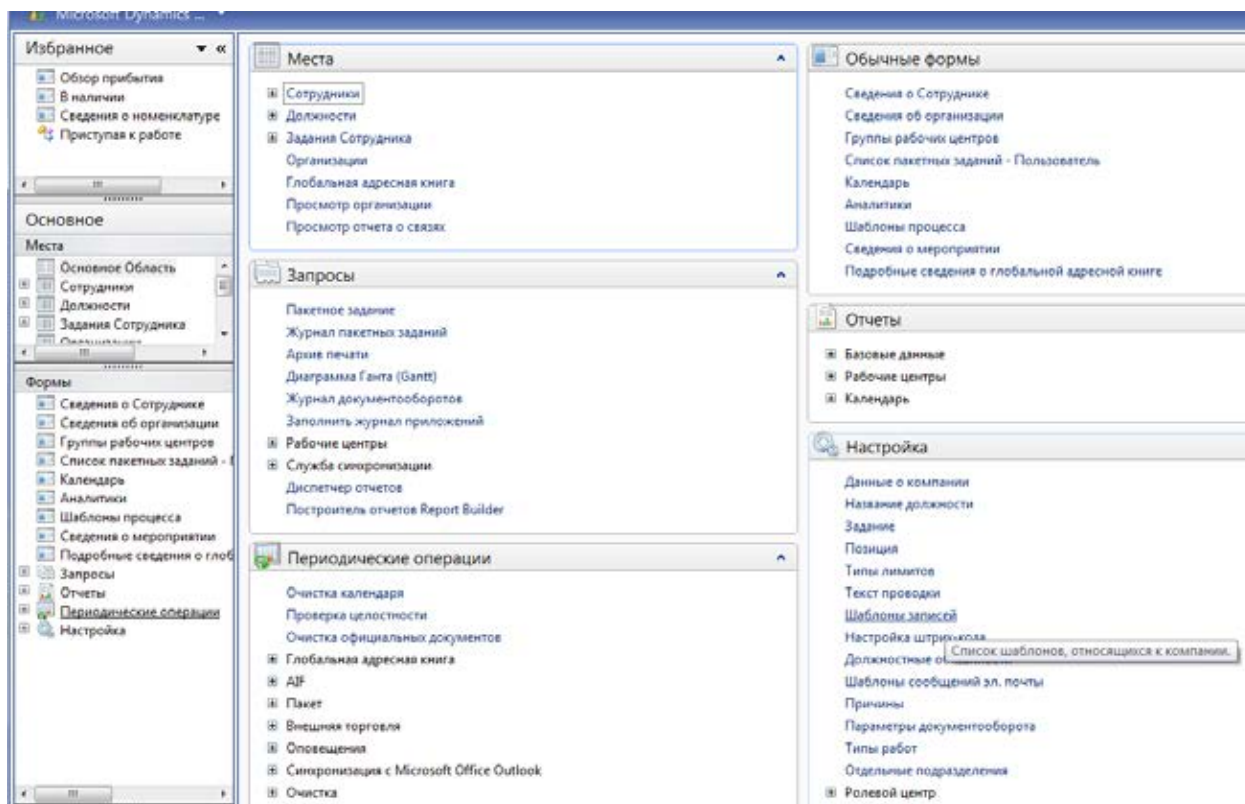 Microsoft Dynamics ...
Избранное
Обзор прибытия
В наличии
Сведения о номенклатуре
Приступая к работе
Основное
Места
Основное Область
Сотрудники
Должности
Задания Сотрудника
Организации
Формы
Сведения о Сотруднике
Сведения об организации
Группы рабочих центров
Список пакетных заданий - П
Календарь
Аналитики
Шаблоны процесса
Сведения о мероприятии
Подробные сведения о глоб
Запросы
Отчеты
Периодические операции
Настройка
Места
Сотрудники
Должности
Задания Сотрудника
Организации
Глобальная адресная книга
Просмотр организации
Просмотр отчета о связях
Запросы
Пакетное задание
Журнал пакетных заданий
Архив печати
Диаграмма Ганта (Gantt)
Журнал документооборотов
Заполнить журнал приложений
Рабочие центры
Служба синхронизации
Диспетчер отчетов
Построитель отчетов Report Builder
Периодические операции
Очистка календаря
Проверка целостности
Очистка официальных документов
Глобальная адресная книга
AIF
Пакет
Внешняя торговля
Оповещения
Синхронизация с Microsoft Office Outlook
Очистка
Обычные формы
Сведения о Сотруднике
Сведения об организации
Группы рабочих центров
Список пакетных заданий - Пользователь
Календарь
Аналитики
Шаблоны процесса
Сведения о мероприятии
Подробные сведения о глобальной адресной книге
Отчеты
Базовые данные
Рабочие центры
Календарь
Настройка
Данные о компании
Название должности
Задание
Позиция
Типы лимитов
Текст проводки
Шаблоны записей
Настройка штрих-кода
Список шаблонов, относящихся к компании.
Должностные
Шаблоны сообщений эл. почты
Причины
Параметры документооборота
Типы работ
Отдельные подразделения
Ролевой центр